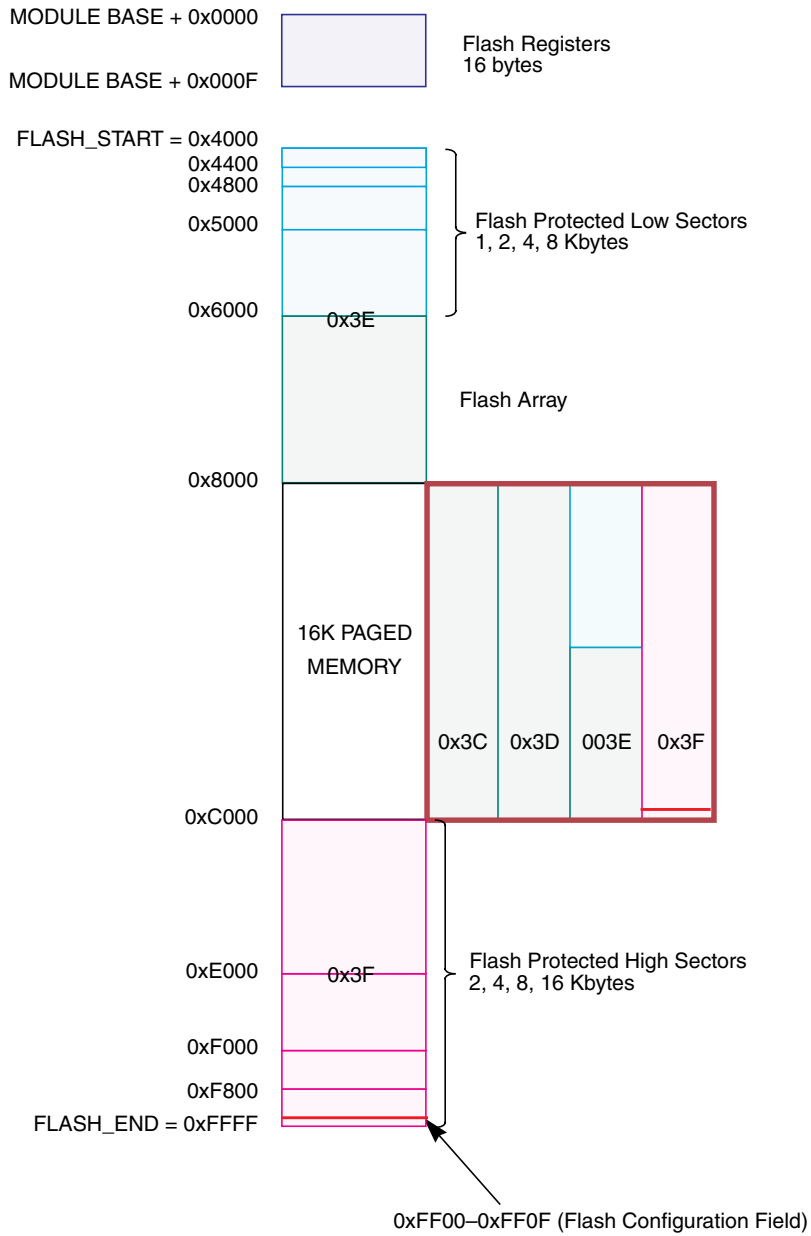 MODULE BASE + 0x0000
Flash Registers
16 bytes
MODULE BASE + 0x000F
FLASH_START = 0x4000
0x4400
0x4800
0x5000
Flash Protected Low Sectors
1, 2, 4, 8 Kbytes
0x6000
0x3E
Flash Array
0x8000
16K PAGED
MEMORY
0x3C
0x3D
003E
0x3F
0xC000
0xE000
0x3F
Flash Protected High Sectors
2, 4, 8, 16 Kbytes
0xF000
0xF800
FLASH_END = 0xFFFF
0xFF00–0xFF0F (Flash Configuration Field)